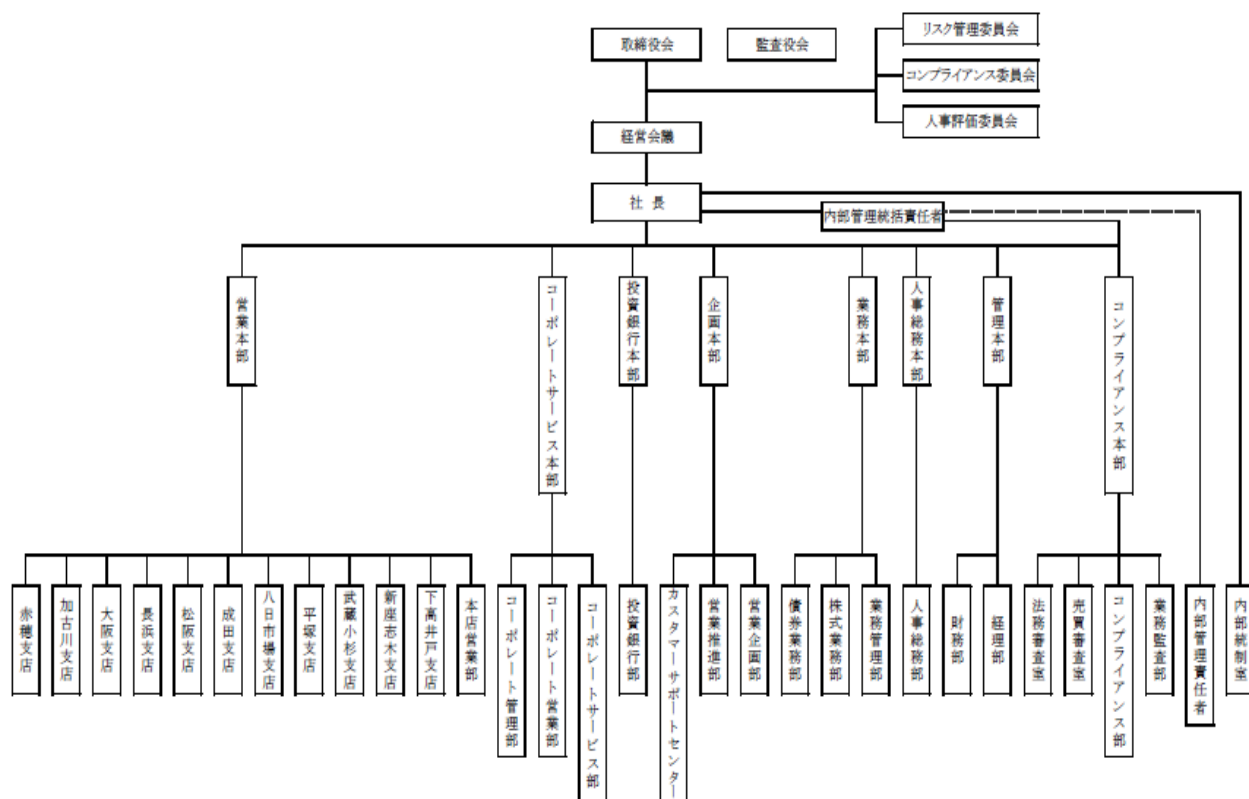 取締役会
監査役会
リスク管理委員会
コンプライアンス委員会
人事評価委員会
経営会議
社長
内部管理統括責任者
営業本部
コーポレートサービス本部
投資銀行本部
企画本部
業務本部
人事総務本部
管理本部
コンプライアンス本部
赤穂支店
加古川支店
大阪支店
長浜支店
松阪支店
成田支店
八日市場支店
平塚支店
武蔵小杉支店
新座志木支店
下高井戸支店
本店営業部
コーポレート管理部
コーポレート営業部
コーポレートサービス部
投資銀行部
カスタマーサポートセンター
営業推進部
営業企画部
債券業務部
株式業務部
業務管理部
人事総務部
財務部
経理部
法務審査室
売買審査室
コンプライアンス部
業務監査部
内部管理責任者
内部統制室